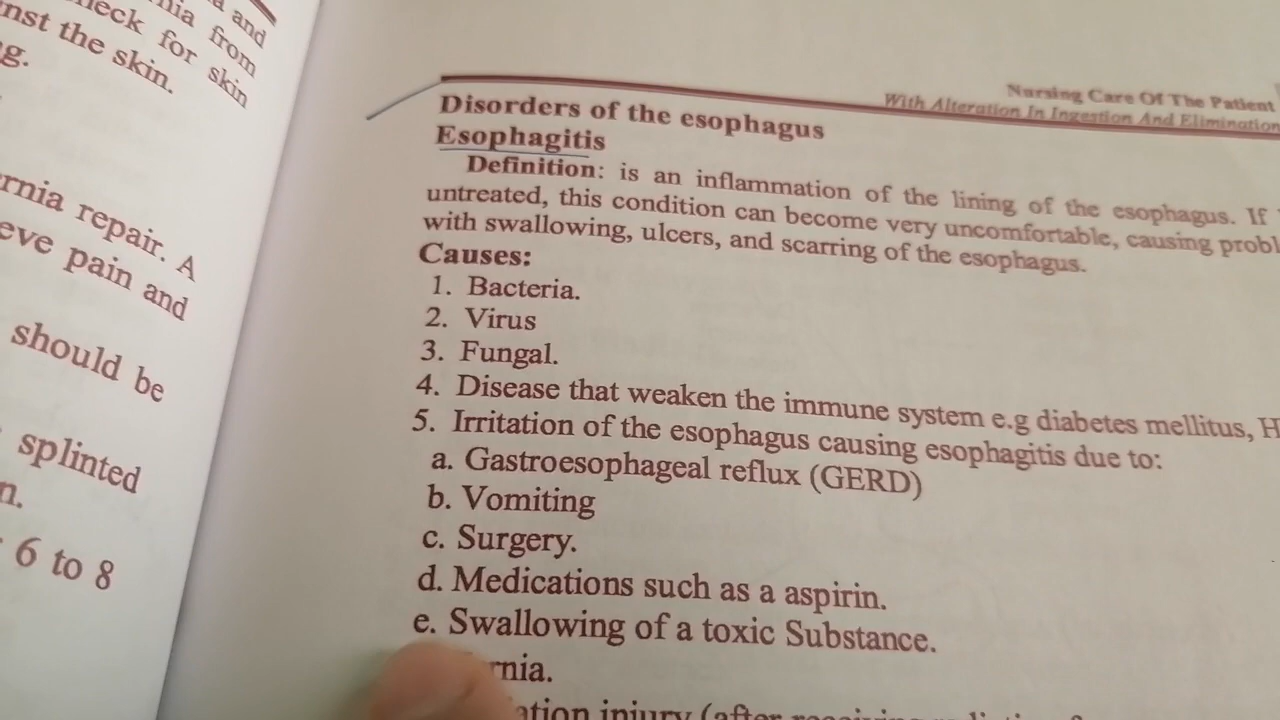 and
nia from
heck for skin
nst the skin.
g.
rnia repair. A
eve pain and
should be
splinted
n.
6 to 8
Nursing Care Of The Patient
With Alteration In Ingestion And Elimination
Disorders of the esophagus
Esophagitis
Definition: is an inflammation of the lining of the esophagus. If
untreated, this condition can become very uncomfortable, causing probl
with swallowing, ulcers, and scarring of the esophagus.
Causes:
1. Bacteria.
2. Virus
3. Fungal.
4. Disease that weaken the immune system e.g diabetes mellitus, H
5. Irritation of the esophagus causing esophagitis due to:
a. Gastroesophageal reflux (GERD)
b. Vomiting
c. Surgery.
d. Medications such as a aspirin.
e. Swallowing of a toxic Substance.
rnia.
ation injury (after